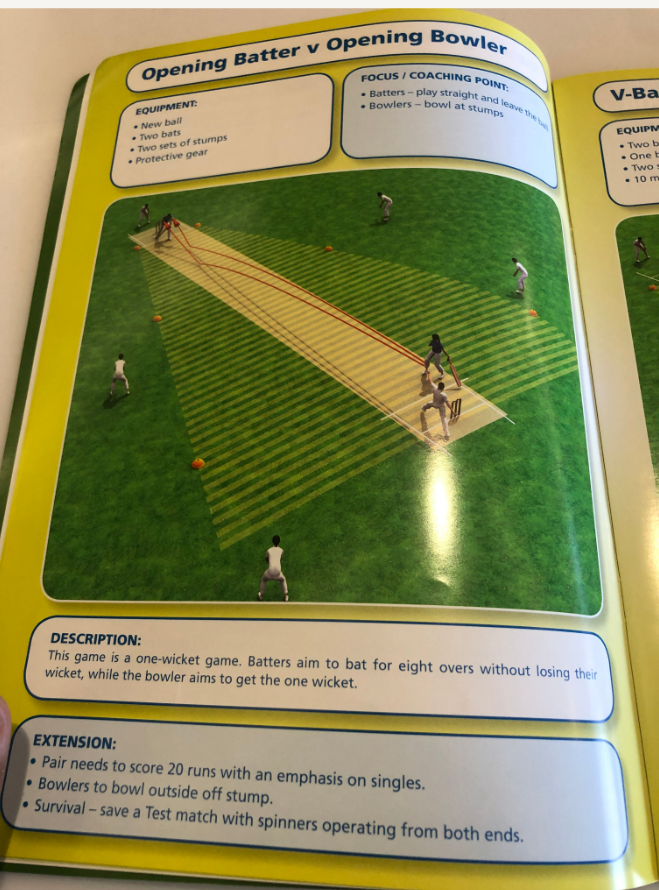 Opening Batter v Opening Bowler
EQUIPMENT:
• New ball
• Two bats
• Two sets of stumps
• Protective gear
FOCUS / COACHING POINT:
• Batters – play straight and leave the ball
• Bowlers – bowl at stumps
DESCRIPTION:
This game is a one-wicket game. Batters aim to bat for eight overs without losing their
wicket, while the bowler aims to get the one wicket.
EXTENSION:
• Pair needs to score 20 runs with an emphasis on singles.
• Bowlers to bowl outside off stump.
• Survival – save a Test match with spinners operating from both ends.
V-Ba
EQUIPM
• Two b
• One b
• Two
• 10 m